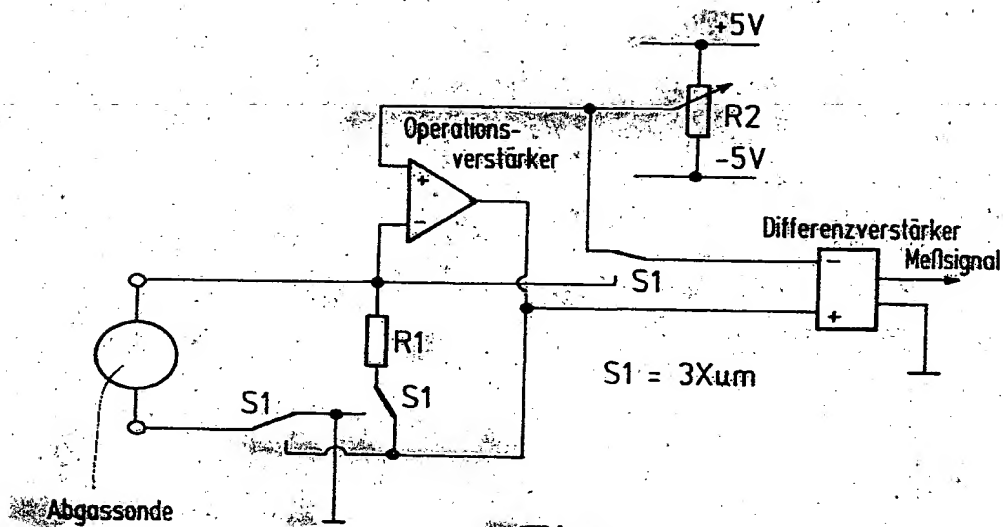 +5V
R2
-5V
Operations-
verstärker
+
-
Differenzverstärker
Meßsignal
-
+
S1
R1
S1 = 3Xum
S1
S1
Abgassonde